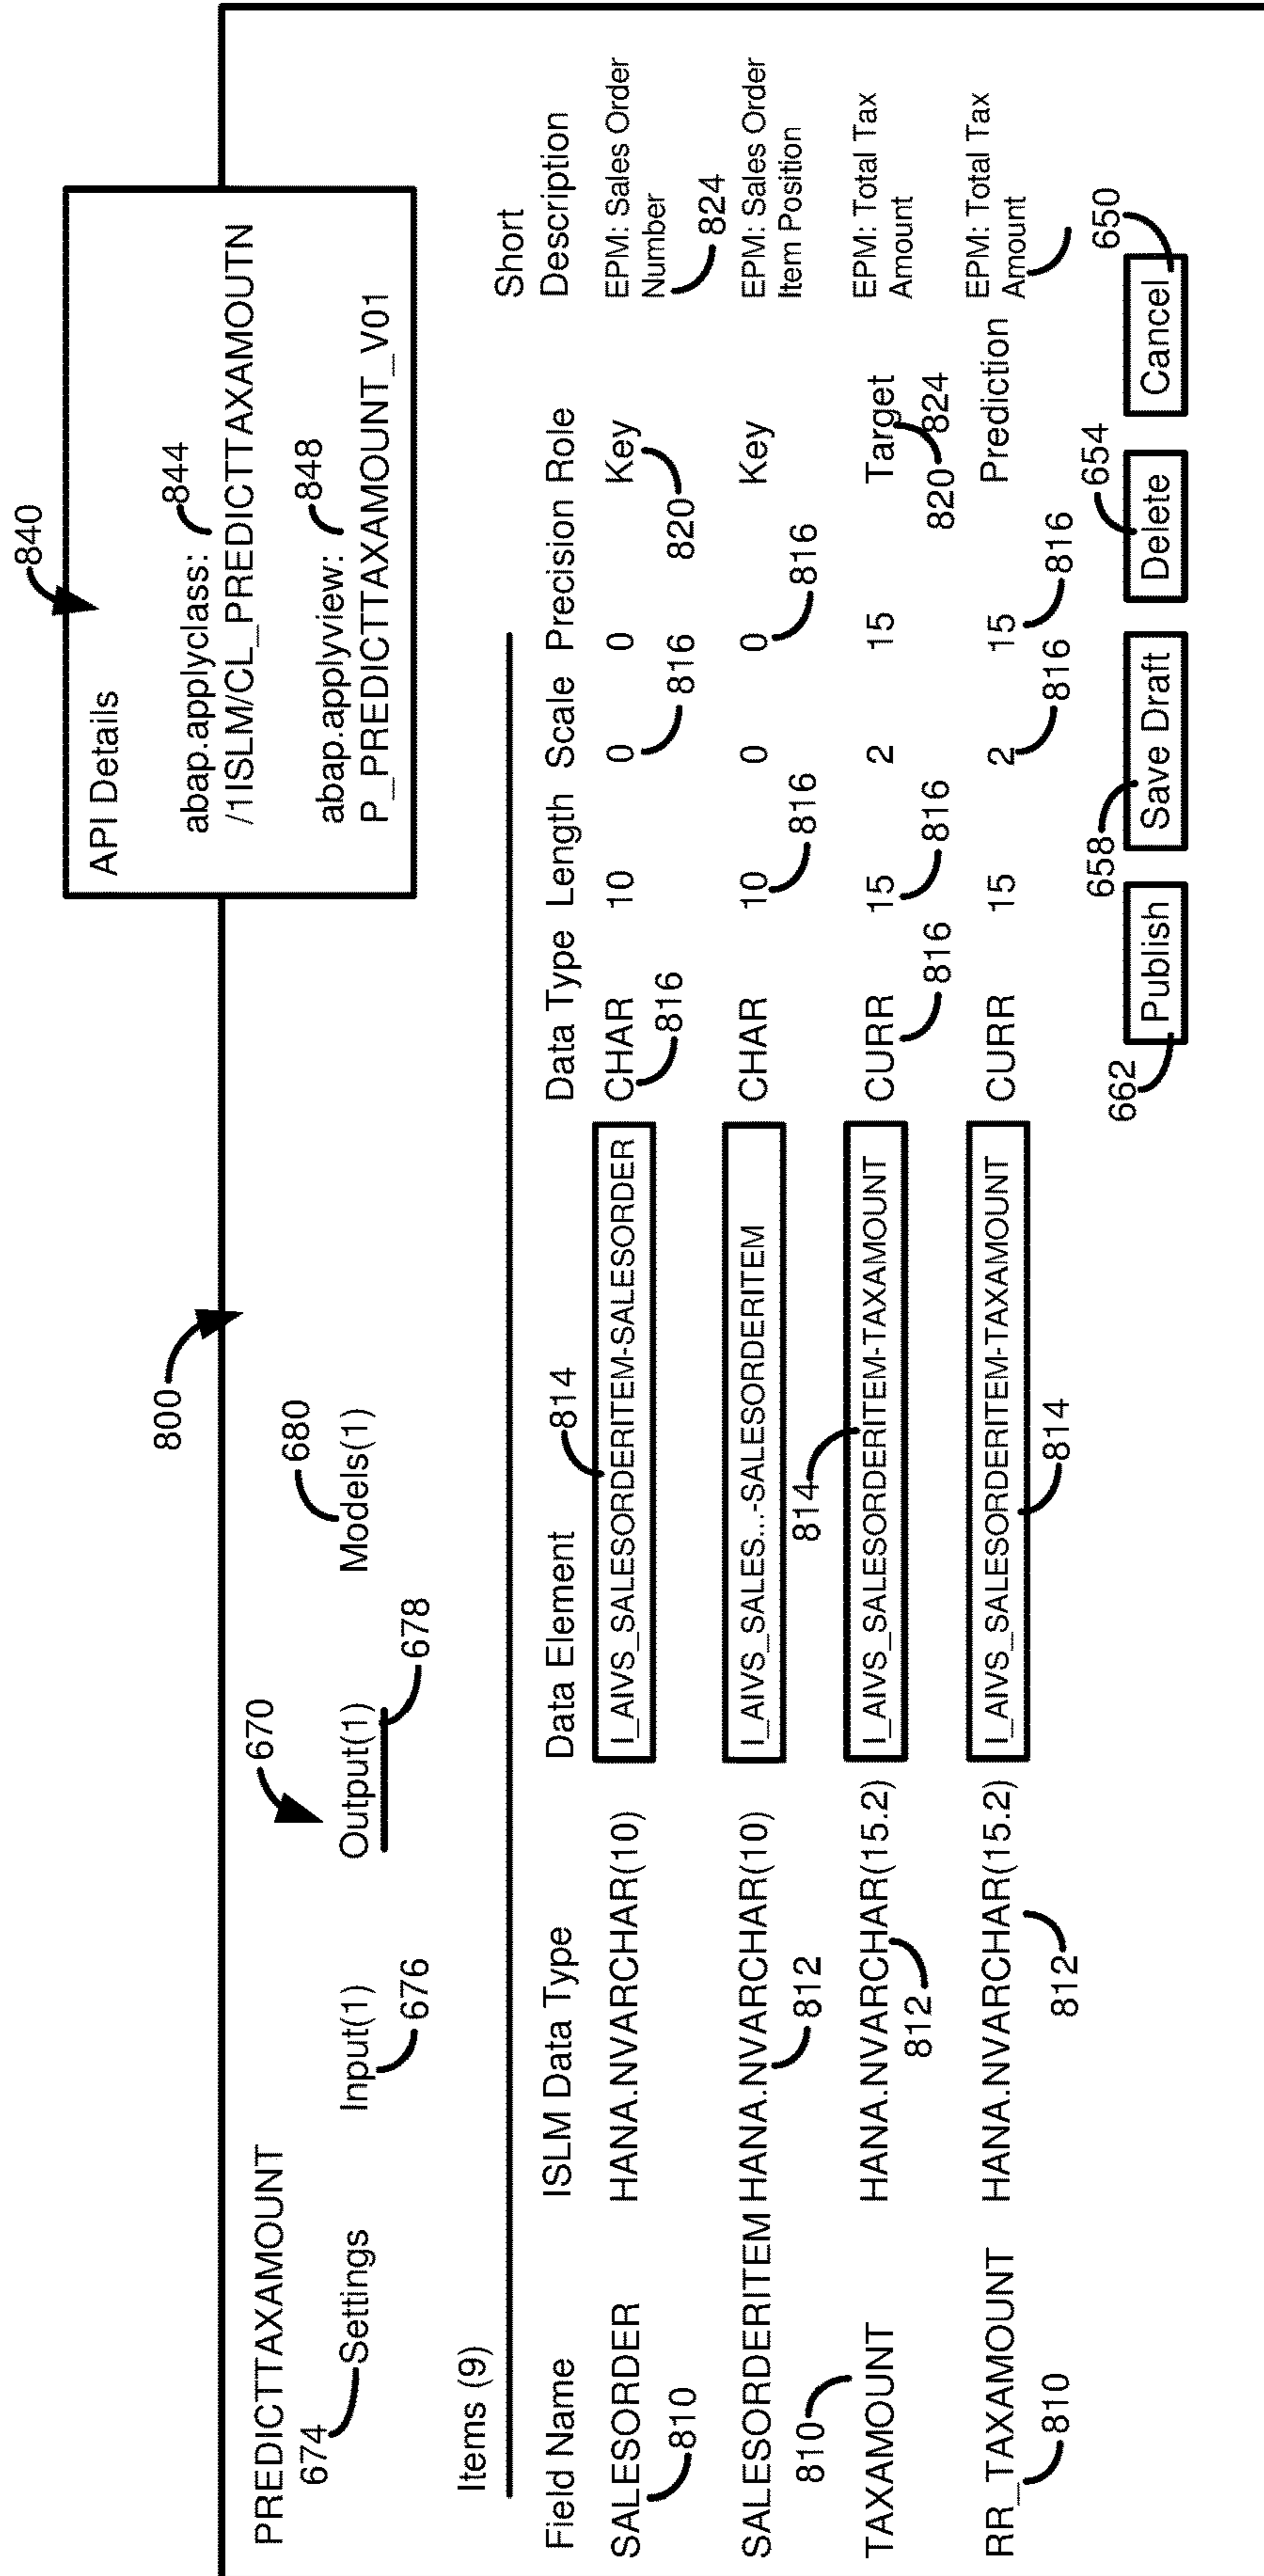 840
API Details
abap.applyclass: 844
/1ISLM/CL_PREDICTTAXAMOUTN
abap.applyview: 848
P_PREDICTTAXAMOUNT_V01
800
PREDICTTAXAMOUNT
670
674 Settings Input(1) Output(1) Models(1) 680
676 678
Items (9)
Field Name ISLM Data Type Data Element Data Type Length Scale Precision Role Short Description
814
SALESORDER HANA.NVARCHAR(10) I_AIVS_SALESORDERITEM-SALESORDER CHAR 10 0 0 Key EPM: Sales Order Number
810 816 816 820 824
SALESORDERITEM HANA.NVARCHAR(10) I_AIVS_SALES...-SALESORDERITEM CHAR 10 0 0 Key EPM: Sales Order Item Position
810 812 814 816 816
TAXAMOUNT HANA.NVARCHAR(15.2) I_AIVS_SALESORDERITEM-TAXAMOUNT CURR 15 2 15 Target EPM: Total Tax Amount
812 816 816 820 824
RR_TAXAMOUNT HANA.NVARCHAR(15.2) I_AIVS_SALESORDERITEM-TAXAMOUNT CURR 15 2 15 Prediction EPM: Total Tax Amount
810 812 814 816 816
662 658 654 650
Publish Save Draft Delete Cancel